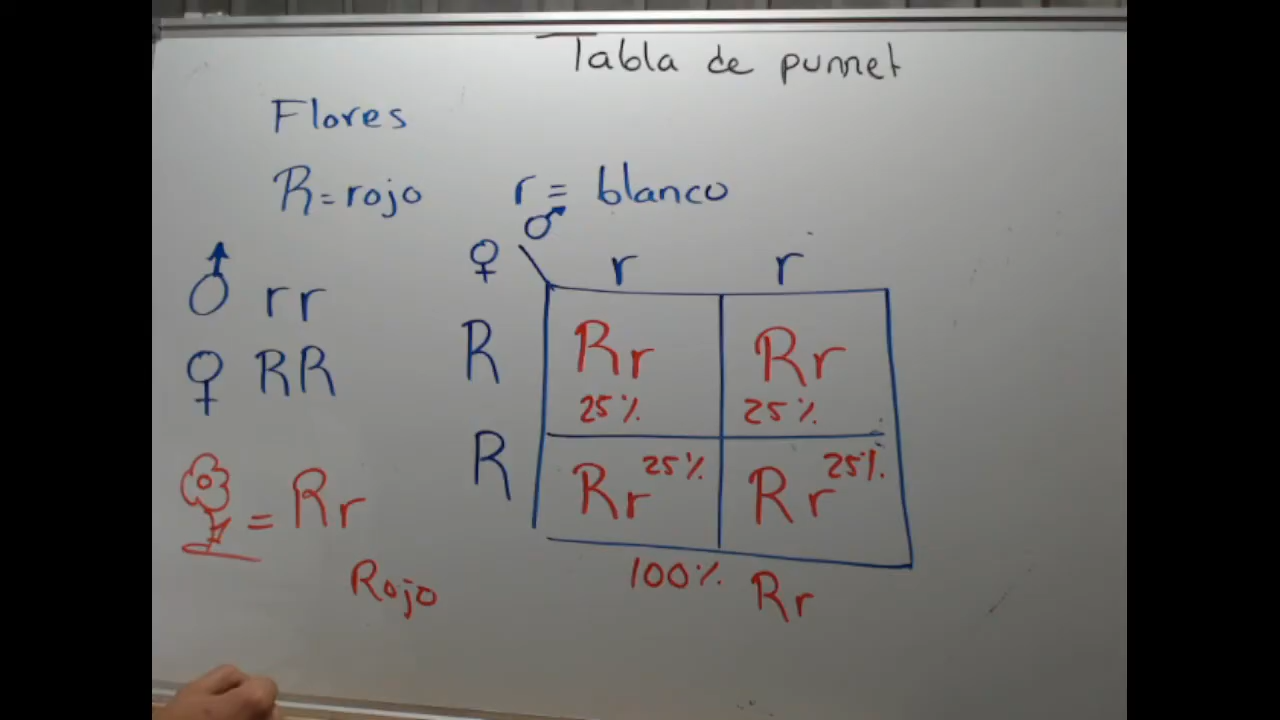 Tabla de punnet
Flores
R = rojo r = blanco
♀ ♂ r r
♂ rr
♀ RR
R Rr 25% Rr 25%
R Rr 25% Rr 25%
= Rr
Rojo
100% Rr